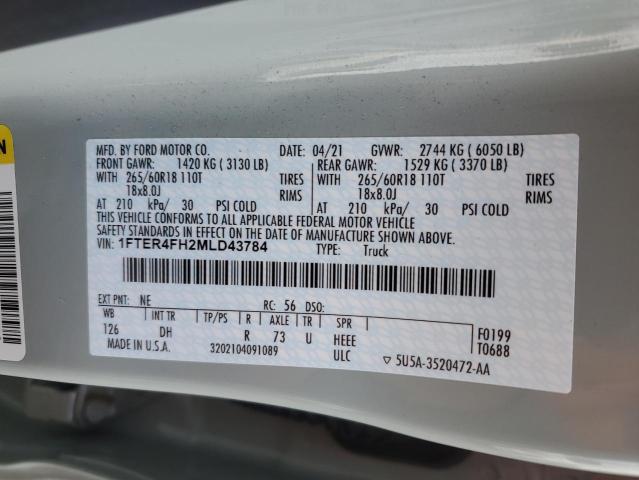 MFD. BY FORD MOTOR CO. DATE: 04/21 GVWR: 2744 KG ( 6050 LB)
FRONT GAWR: 1420 KG ( 3130 LB) REAR GAWR: 1529 KG ( 3370 LB)
WITH 265/60R18 110T TIRES WITH 265/60R18 110T TIRES
18x8.0J RIMS 18x8.0J RIMS
AT 210 kPa/ 30 PSI COLD AT 210 kPa/ 30 PSI COLD
THIS VEHICLE CONFORMS TO ALL APPLICABLE FEDERAL MOTOR VEHICLE
SAFETY STANDARDS IN EFFECT ON THE DATE OF MANUFACTURE SHOWN ABOVE.
VIN: 1FTER4FH2MLD43784 TYPE: Truck
EXT PNT: NE RC: 56 DSO:
WB INT TR TP/PS R AXLE TR SPR F0199
126 DH R 73 U HEEE T0688
MADE IN U.S.A. 3202104091089 ULC ▽ 5U5A-3520472-AA